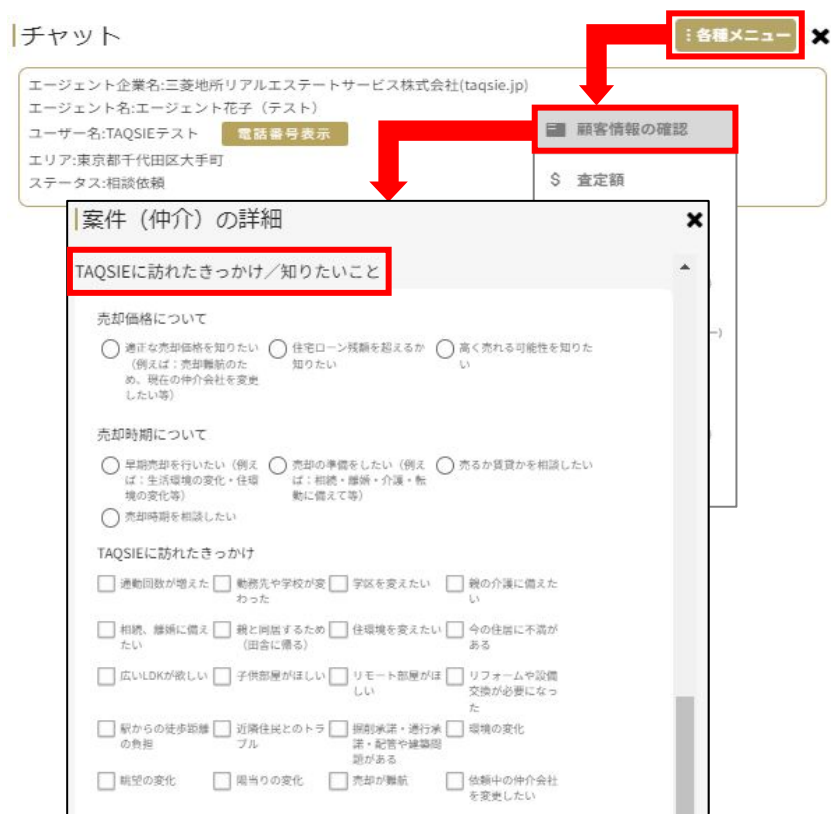 チャット
⋮各種メニュー
エージェント企業名:三菱地所リアルエステートサービス株式会社(taqsie.jp)
エージェント名:エージェント花子（テスト）
ユーザー名:TAQSIEテスト
電話番号表示
エリア:東京都千代田区大手町
ステータス:相談依頼
顧客情報の確認
$ 査定額
案件（仲介）の詳細
TAQSIEに訪れたきっかけ／知りたいこと
売却価格について
適正な売却価格を知りたい
（例えば：売却難航のた
め、現在の仲介会社を変更
したい等）
住宅ローン残額を超えるか
知りたい
高く売れる可能性を知りた
い
売却時期について
早期売却を行いたい（例え
ば：生活環境の変化・住環
境の変化等）
売却の準備をしたい（例え
ば：相続・離婚・介護・転
勤に備えて等）
売るか賃貸かを相談したい
売却時期を相談したい
TAQSIEに訪れたきっかけ
通勤回数が増えた
勤務先や学校が変
わった
学区を変えたい
親の介護に備えた
い
相続、離婚に備え
たい
親と同居するため
（田舎に帰る）
住環境を変えたい
今の住居に不満が
ある
広いLDKが欲しい
子供部屋がほしい
リモート部屋がほ
しい
リフォームや設備
交換が必要になっ
た
駅からの徒歩距離
の負担
近隣住民とのトラ
ブル
掘削承諾・通行承
諾・配管や建築問
題がある
環境の変化
眺望の変化
陽当りの変化
売却が難航
依頼中の仲介会社
を変更したい